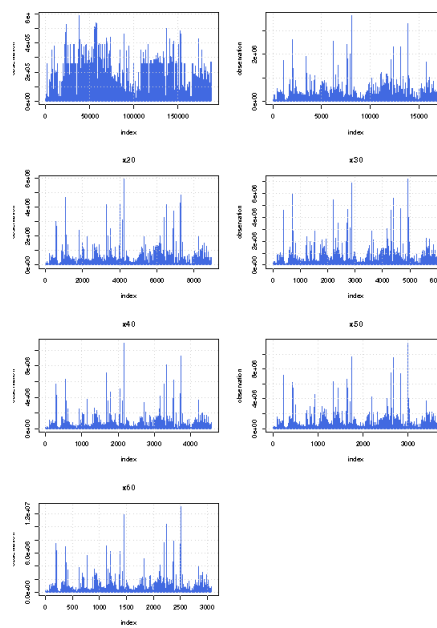 0e+00 2e+05 4e+05 6e+
0 50000 100000 150000
index
observation
0e+00 2e+06
0 5000 10000 15000
index
x20
0e+00 2e+06 4e+06 6e+06
0 2000 4000 6000 8000
index
x30
observation
0e+00 2e+06 4e+06 6e+06
0 1000 2000 3000 4000 5000
index
x40
0e+00 4e+06 8e+06
0 1000 2000 3000 4000
index
x50
observation
0e+00 4e+06 8e+06
0 1000 2000 3000
index
x60
0.0e+00 6.0e+06 1.2e+07
0 500 1000 1500 2000 2500 3000
index